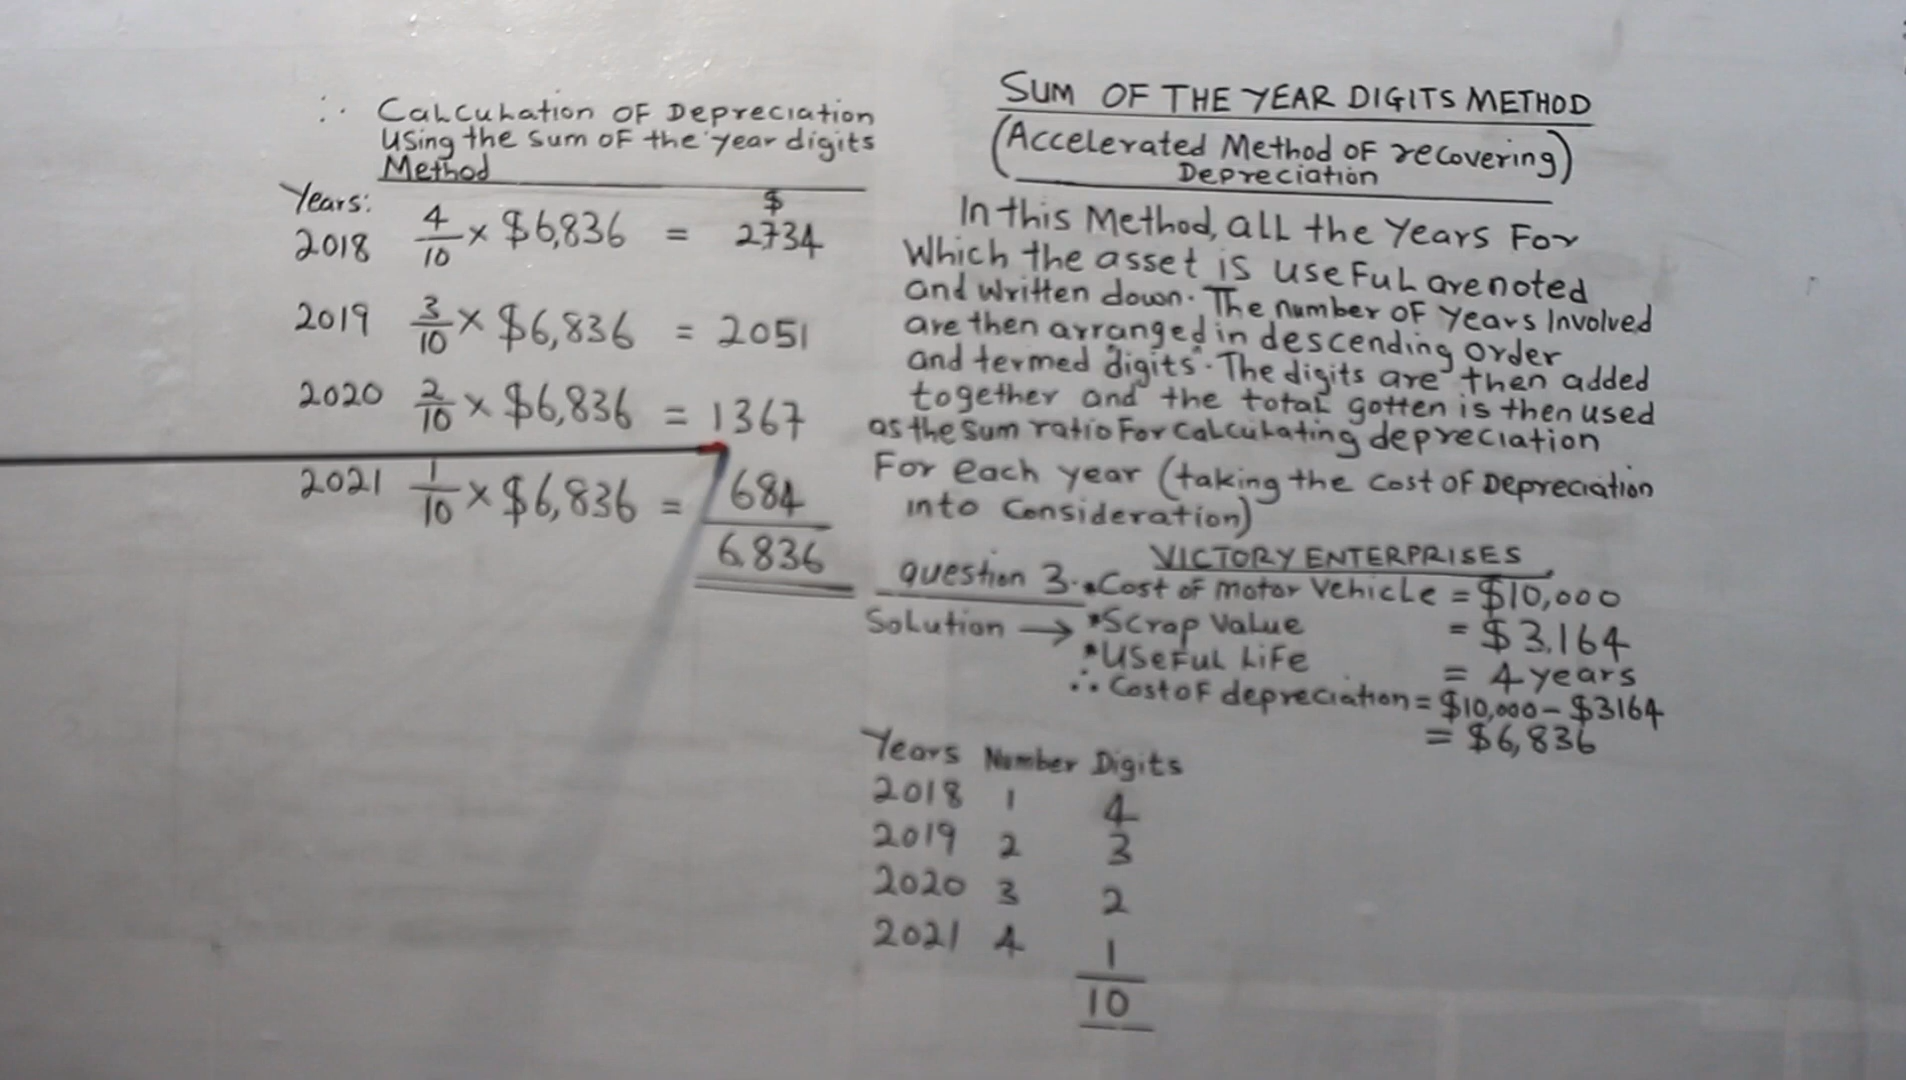 SUM OF THE YEAR DIGITS METHOD
(Accelerated Method of recovering)
Depreciation
In this Method, all the years For
Which the asset is useful are noted
and written down. The number of years Involved
are then arranged in descending order
and termed "digits". The digits are then added
together and the total gotten is then used
as the sum ratio For calculating depreciation
For each year (taking the cost of Depreciation
into Consideration)
VICTORY ENTERPRISES
question 3. • Cost of motor Vehicle = $10,000
Solution → * Scrap Value = $3,164
* Useful Life = 4 years
∴ Cost of depreciation = $10,000 - $3164
= $6,836
Years Number Digits
2018 1 4
2019 2 3
2020 3 2
2021 4 1
10
∴ Calculation of Depreciation
Using the sum of the year digits
Method
Years: $
2018 4/10 × $6,836 = 2734
2019 3/10 × $6,836 = 2051
2020 2/10 × $6,836 = 1367
2021 1/10 × $6,836 = 684
6,836